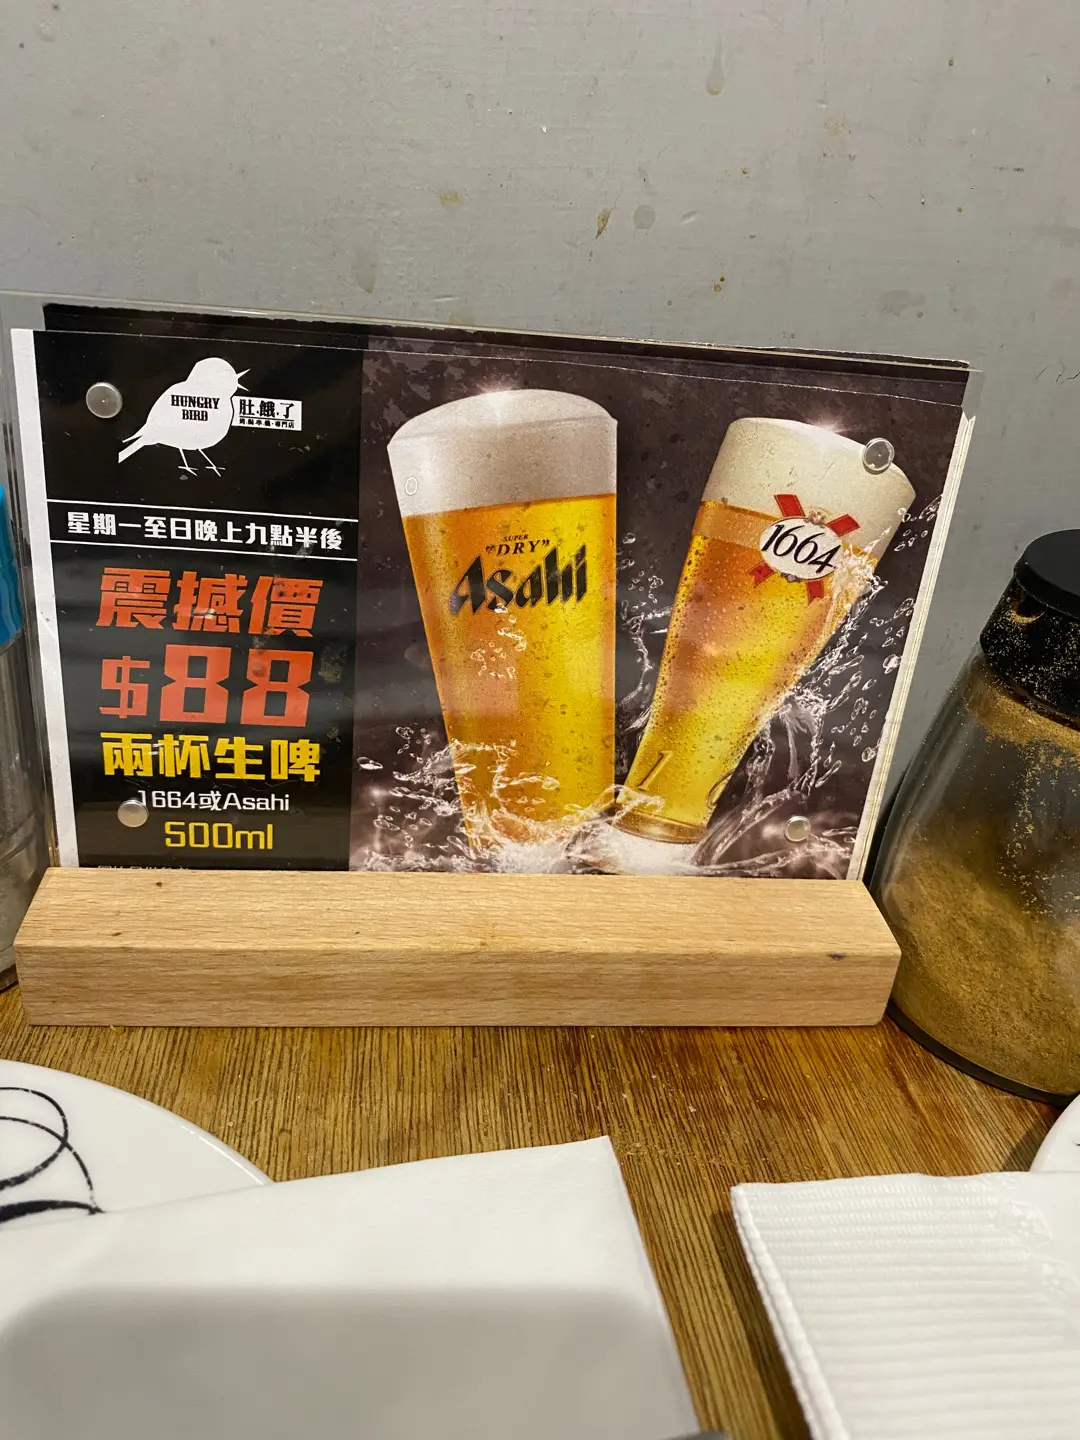 HUNGRY
BIRD
肚.餓.了
星期一至日晚上九點半後
震撼價
$88
兩杯生啤
1664或Asahi
500ml
SUPER
"DRY"
Asahi
1664